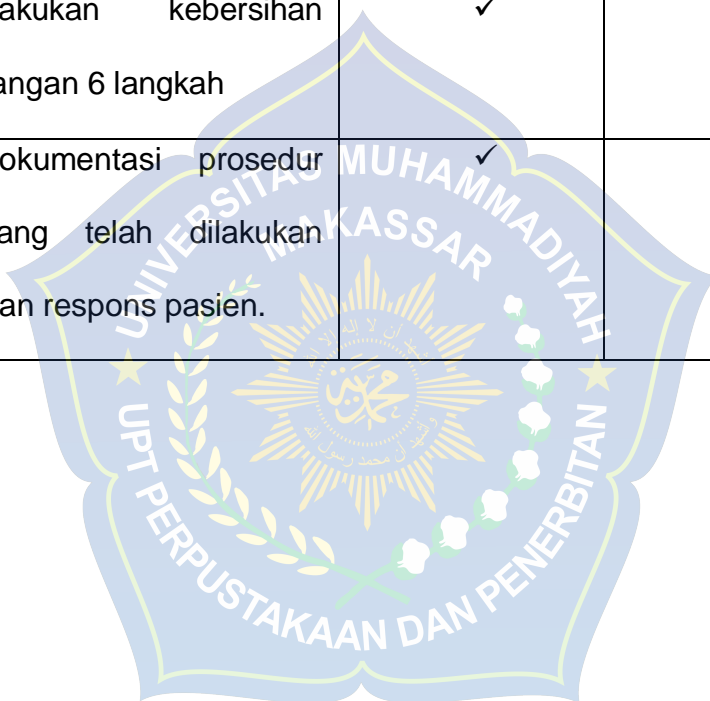 akukan kebersihan ✓
angan 6 langkah
okumentasi prosedur ✓
ang telah dilakukan
an respons pasien.
UNIVERSITAS MUHAMMADIYAH
MAKASSAR
UPT PERPUSTAKAAN DAN PENERBITAN
محمدية